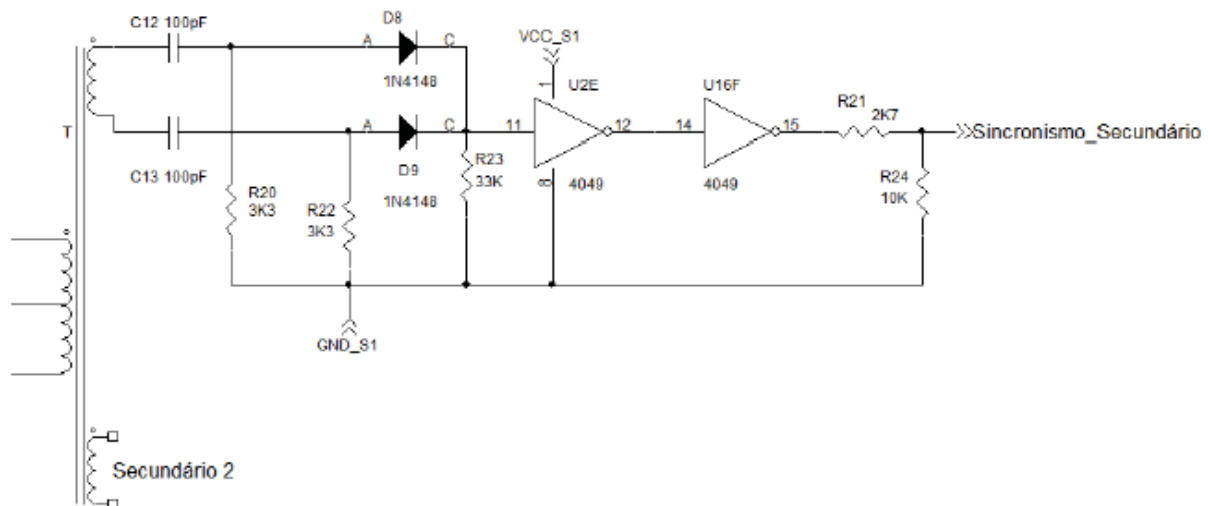 C12 100pF
D8
A
C
1N4148
VCC_S1
1
U2E
U16F
R21
2K7
T
A
C
11
12
14
15
Sincronismo_Secundário
C13 100pF
D9
1N4148
R23
33K
8
4049
4049
R24
10K
R20
3K3
R22
3K3
GND_S1
Secundário 2